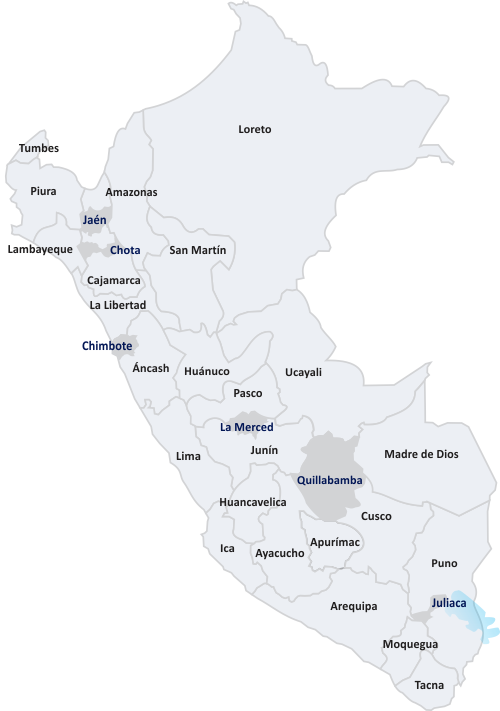 Loreto
Tumbes
Piura
Amazonas
Jaén
Lambayeque
Chota
San Martín
Cajamarca
La Libertad
Chimbote
Áncash
Huánuco
Ucayali
Pasco
La Merced
Junín
Lima
Madre de Dios
Quillabamba
Huancavelica
Cusco
Apurímac
Ica
Ayacucho
Puno
Arequipa
Juliaca
Moquegua
Tacna